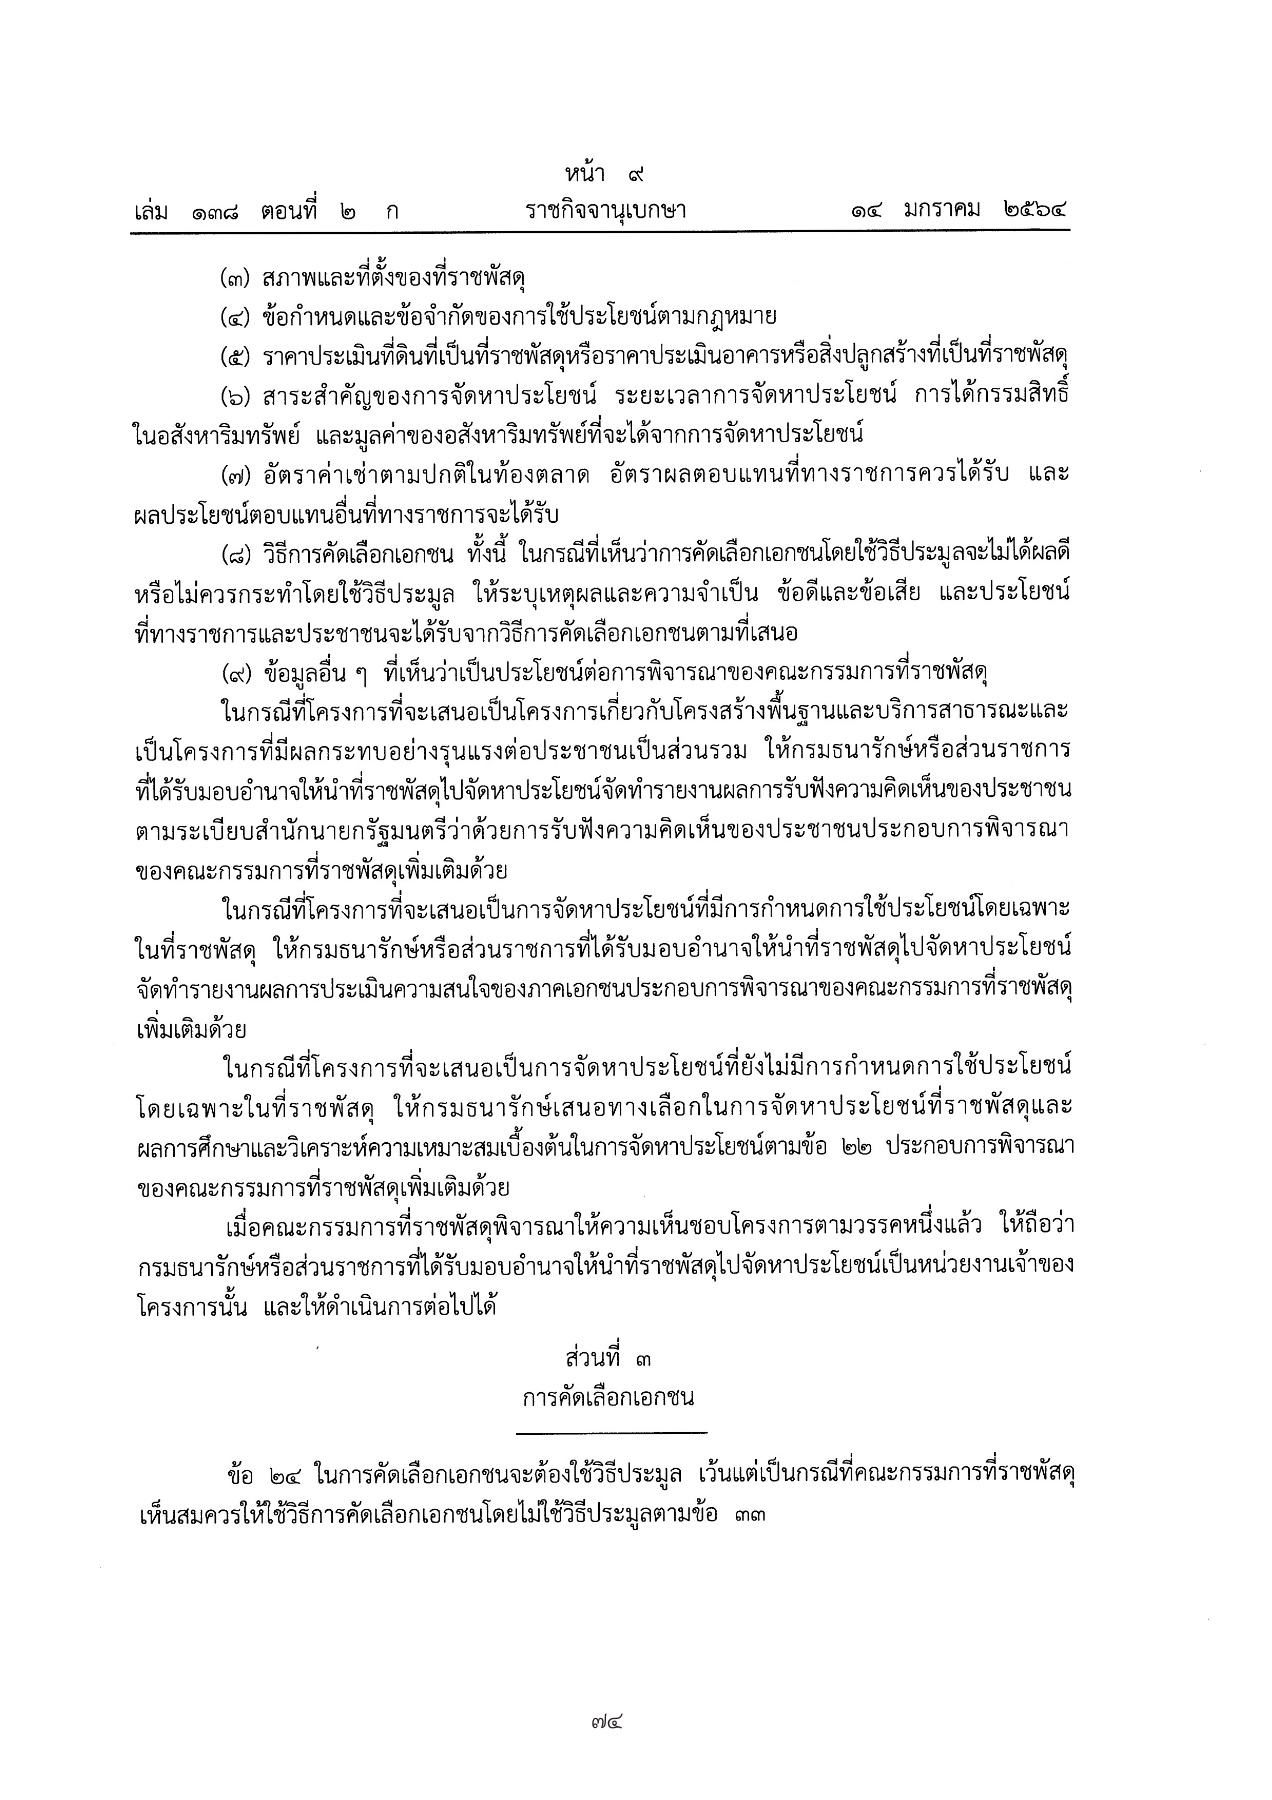 หน้า ๙
เล่ม ๑๓๘ ตอนที่ ๒ ก ราชกิจจานุเบกษา ๑๔ มกราคม ๒๕๖๔
(๓) สภาพและที่ตั้งของที่ราชพัสดุ
(๔) ข้อกำหนดและข้อจำกัดของการใช้ประโยชน์ตามกฎหมาย
(๕) ราคาประเมินที่ดินที่เป็นที่ราชพัสดุหรือราคาประเมินอาคารหรือสิ่งปลูกสร้างที่เป็นที่ราชพัสดุ
(๖) สาระสำคัญของการจัดหาประโยชน์ ระยะเวลาการจัดหาประโยชน์ การได้กรรมสิทธิ์
ในอสังหาริมทรัพย์ และมูลค่าของอสังหาริมทรัพย์ที่จะได้จากการจัดหาประโยชน์
(๗) อัตราค่าเช่าตามปกติในท้องตลาด อัตราผลตอบแทนที่ทางราชการควรได้รับ และ
ผลประโยชน์ตอบแทนอื่นที่ทางราชการจะได้รับ
(๘) วิธีการคัดเลือกเอกชน ทั้งนี้ ในกรณีที่เห็นว่าการคัดเลือกเอกชนโดยใช้วิธีประมูลจะไม่ได้ผลดี
หรือไม่ควรกระทำโดยใช้วิธีประมูล ให้ระบุเหตุผลและความจำเป็น ข้อดีและข้อเสีย และประโยชน์
ที่ทางราชการและประชาชนจะได้รับจากวิธีการคัดเลือกเอกชนตามที่เสนอ
(๙) ข้อมูลอื่น ๆ ที่เห็นว่าเป็นประโยชน์ต่อการพิจารณาของคณะกรรมการที่ราชพัสดุ
ในกรณีที่โครงการที่จะเสนอเป็นโครงการเกี่ยวกับโครงสร้างพื้นฐานและบริการสาธารณะและ
เป็นโครงการที่มีผลกระทบอย่างรุนแรงต่อประชาชนเป็นส่วนรวม ให้กรมธนารักษ์หรือส่วนราชการ
ที่ได้รับมอบอำนาจให้นำที่ราชพัสดุไปจัดหาประโยชน์จัดทำรายงานผลการรับฟังความคิดเห็นของประชาชน
ตามระเบียบสำนักนายกรัฐมนตรีว่าด้วยการรับฟังความคิดเห็นของประชาชนประกอบการพิจารณา
ของคณะกรรมการที่ราชพัสดุเพิ่มเติมด้วย
ในกรณีที่โครงการที่จะเสนอเป็นการจัดหาประโยชน์ที่มีการกำหนดการใช้ประโยชน์โดยเฉพาะ
ในที่ราชพัสดุ ให้กรมธนารักษ์หรือส่วนราชการที่ได้รับมอบอำนาจให้นำที่ราชพัสดุไปจัดหาประโยชน์
จัดทำรายงานผลการประเมินความสนใจของภาคเอกชนประกอบการพิจารณาของคณะกรรมการที่ราชพัสดุ
เพิ่มเติมด้วย
ในกรณีที่โครงการที่จะเสนอเป็นการจัดหาประโยชน์ที่ยังไม่มีการกำหนดการใช้ประโยชน์
โดยเฉพาะในที่ราชพัสดุ ให้กรมธนารักษ์เสนอทางเลือกในการจัดหาประโยชน์ที่ราชพัสดุและ
ผลการศึกษาและวิเคราะห์ความเหมาะสมเบื้องต้นในการจัดหาประโยชน์ตามข้อ ๒๒ ประกอบการพิจารณา
ของคณะกรรมการที่ราชพัสดุเพิ่มเติมด้วย
เมื่อคณะกรรมการที่ราชพัสดุพิจารณาให้ความเห็นชอบโครงการตามวรรคหนึ่งแล้ว ให้ถือว่า
กรมธนารักษ์หรือส่วนราชการที่ได้รับมอบอำนาจให้นำที่ราชพัสดุไปจัดหาประโยชน์เป็นหน่วยงานเจ้าของ
โครงการนั้น และให้ดำเนินการต่อไปได้
ส่วนที่ ๓
การคัดเลือกเอกชน
ข้อ ๒๔ ในการคัดเลือกเอกชนจะต้องใช้วิธีประมูล เว้นแต่เป็นกรณีที่คณะกรรมการที่ราชพัสดุ
เห็นสมควรให้ใช้วิธีการคัดเลือกเอกชนโดยไม่ใช้วิธีประมูลตามข้อ ๓๓
๗๔